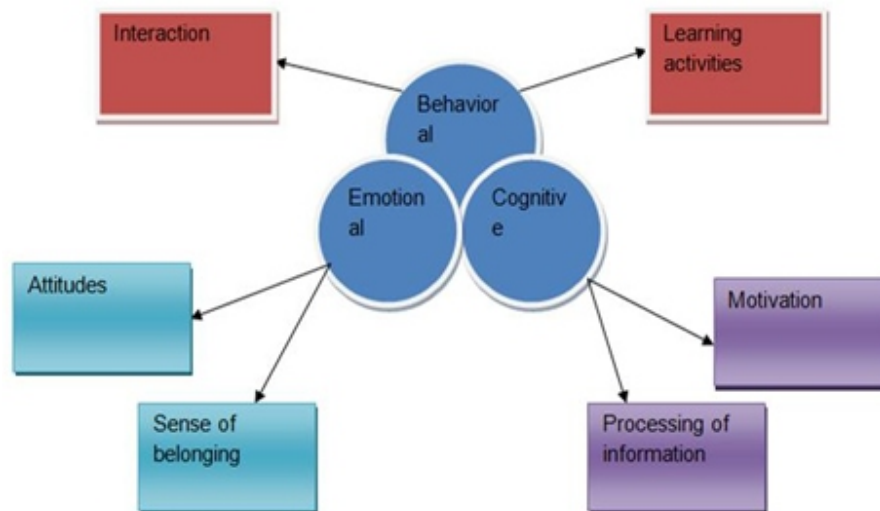 Interaction
Learning
activities
Behavior
al
Emotion
al
Cognitiv
e
Attitudes
Motivation
Sense of
belonging
Processing of
information